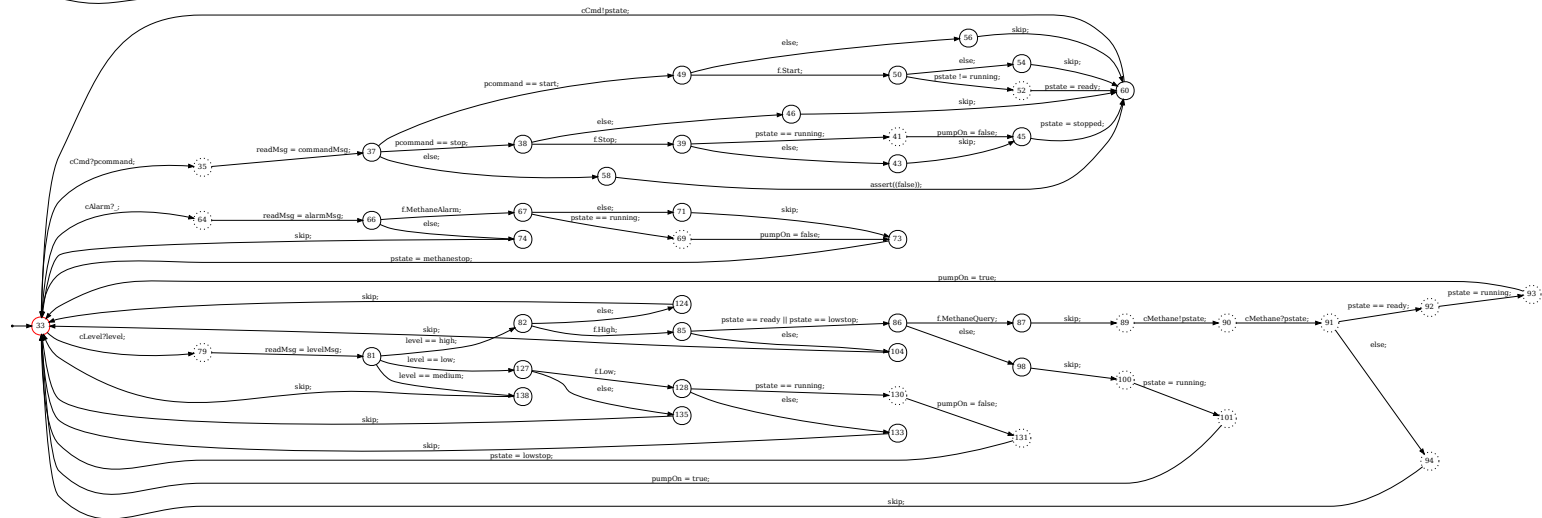 cCmd!pstate;
56
skip;
else;
else;
54
skip;
49
f.Start;
50
pstate != running;
pcommand == start;
52
pstate = ready;
60
skip;
46
else;
pstate = stopped;
pstate == running;
41
pumpOn = false;
45
pcommand == stop;
38
f.Stop;
39
skip;
else;
readMsg = commandMsg;
37
else;
43
cCmd?pcommand;
35
58
assert((false));
cAlarm?_;
f.MethaneAlarm;
67
else;
71
skip;
64
readMsg = alarmMsg;
66
pstate == running;
else;
skip;
74
69
pumpOn = false;
73
pstate = methanestop;
pumpOn = true;
skip;
124
pstate = running;
93
else;
pstate == ready;
92
33
82
f.High;
85
pstate == ready || pstate == lowstop;
86
f.MethaneQuery;
87
skip;
89
cMethane!pstate;
90
cMethane?pstate;
91
skip;
else;
else;
cLevel?level;
level == high;
else;
79
readMsg = levelMsg;
81
104
level == low;
127
f.Low;
98
skip;
level == medium;
100
pstate = running;
skip;
else;
128
pstate == running;
130
138
else;
pumpOn = false;
135
skip;
101
133
131
skip;
pstate = lowstop;
94
pumpOn = true;
skip;